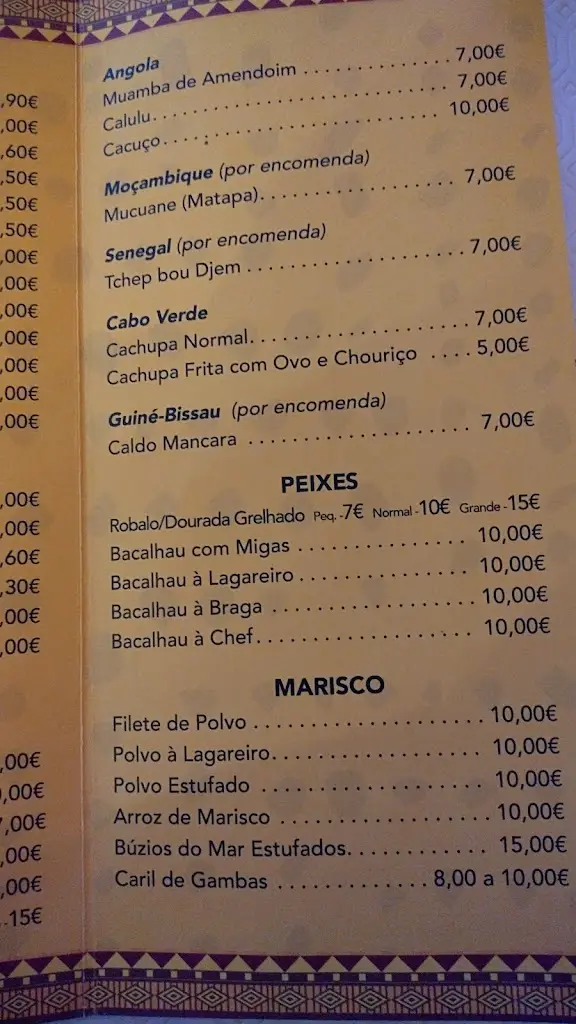 ,90€
,00€
,60€
,50€
,50€
,50€
,00€
,00€
,00€
,00€
,00€
,00€
,00€
,00€
,00€
,60€
,30€
,00€
,00€
,00€
,00€
7,00€
,00€
,00€
..15€
Angola
Muamba de Amendoim . . . . . . . . . . . . . . . 7,00€
Calulu. . . . . . . . . . . . . . . . . . . . . . . . . . . . . . 7,00€
Cacuço . . . . . . . . . . . . . . . . . . . . . . . . . . . . 10,00€
Moçambique (por encomenda)
Mucuane (Matapa). . . . . . . . . . . . . . . . . . . 7,00€
Senegal (por encomenda)
Tchep bou Djem . . . . . . . . . . . . . . . . . . . . . 7,00€
Cabo Verde
Cachupa Normal. . . . . . . . . . . . . . . . . . . . . 7,00€
Cachupa Frita com Ovo e Chouriço . . . . 5,00€
Guiné-Bissau (por encomenda)
Caldo Mancara . . . . . . . . . . . . . . . . . . . . . . 7,00€
PEIXES
Robalo/Dourada Grelhado Peq. -7€ Normal -10€ Grande -15€
Bacalhau com Migas . . . . . . . . . . . . . . . . 10,00€
Bacalhau à Lagareiro . . . . . . . . . . . . . . . . 10,00€
Bacalhau à Braga . . . . . . . . . . . . . . . . . . . 10,00€
Bacalhau à Chef. . . . . . . . . . . . . . . . . . . . 10,00€
MARISCO
Filete de Polvo . . . . . . . . . . . . . . . . . . . . . 10,00€
Polvo à Lagareiro. . . . . . . . . . . . . . . . . . . 10,00€
Polvo Estufado . . . . . . . . . . . . . . . . . . . . 10,00€
Arroz de Marisco . . . . . . . . . . . . . . . . . . . 10,00€
Búzios do Mar Estufados. . . . . . . . . . . . 15,00€
Caril de Gambas . . . . . . . . . . . . . 8,00 a 10,00€